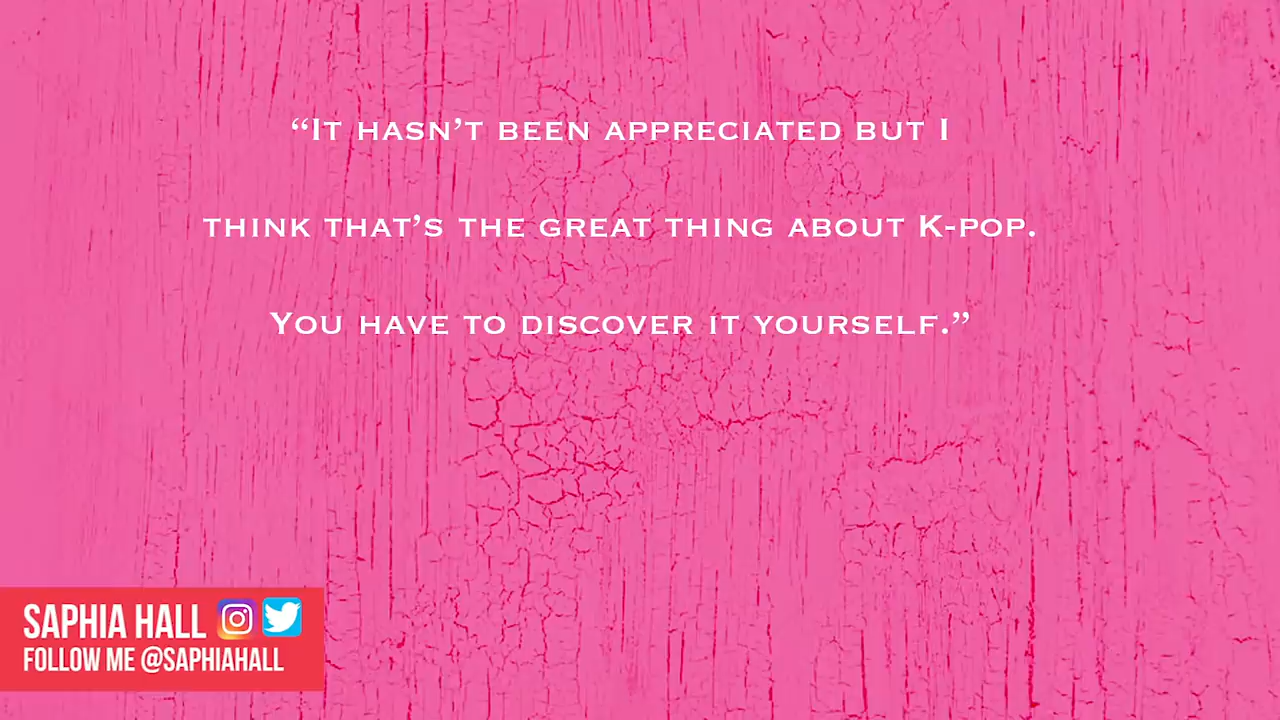 “It hasn’t been appreciated but I
think that’s the great thing about K-pop.
You have to discover it yourself.”
SAPHIA HALL
FOLLOW ME @SAPHIAHALL